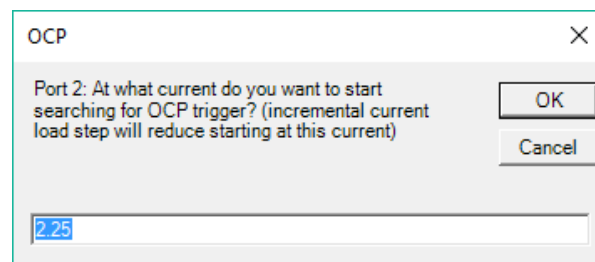 OCP
Port 2: At what current do you want to start
searching for OCP trigger? (incremental current
load step will reduce starting at this current)
OK
Cancel
2.25